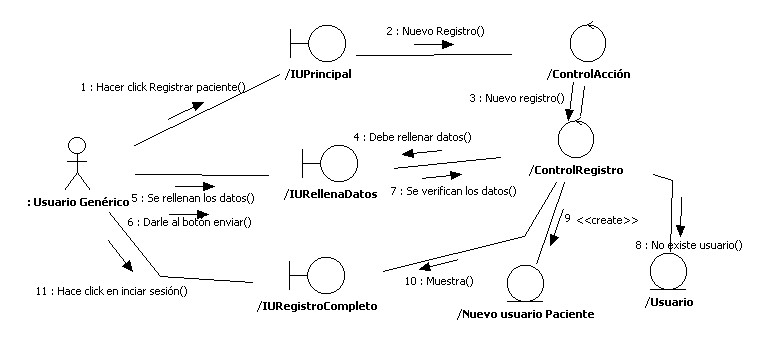 2 : Nuevo Registro()
/IUPrincipal
/ControlAcción
1 : Hacer click Registrar paciente()
3 : Nuevo registro()
4 : Debe rellenar datos()
/ControlRegistro
: Usuario Genérico
5 : Se rellenan los datos()
/IURellenaDatos
7 : Se verifican los datos()
6 : Darle al boton enviar()
9 <<create>>
8 : No existe usuario()
10 : Muestra()
11 : Hace click en inciar sesión()
/IURegistroCompleto
/Nuevo usuario Paciente
/Usuario